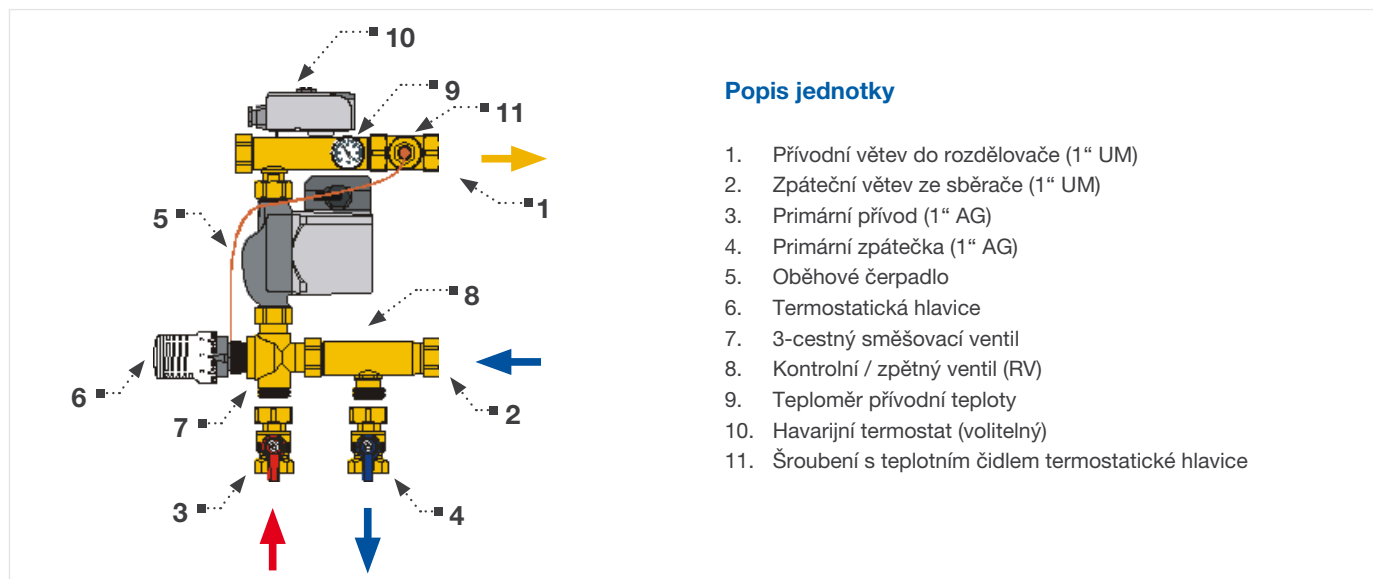 10
9
11
5
1
8
6
7
2
3
4
Popis jednotky
1. Přívodní větev do rozdělovače (1“ UM)
2. Zpáteční větev ze sběrače (1“ UM)
3. Primární přívod (1“ AG)
4. Primární zpátečka (1“ AG)
5. Oběhové čerpadlo
6. Termostatická hlavice
7. 3-cestný směšovací ventil
8. Kontrolní / zpětný ventil (RV)
9. Teploměr přívodní teploty
10. Havarijní termostat (volitelný)
11. Šroubení s teplotním čidlem termostatické hlavice